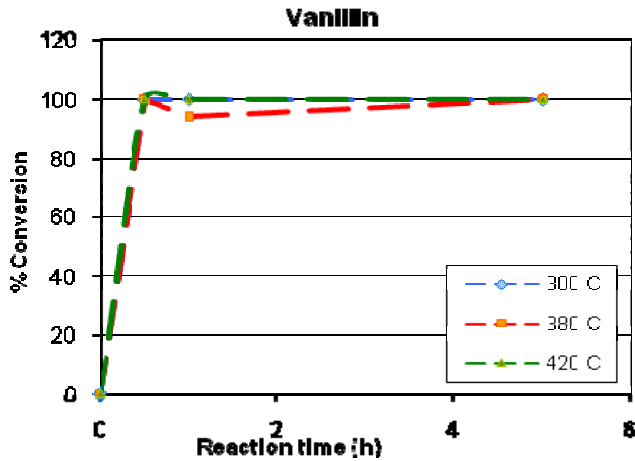 Vanillin
120
100
80
60
40
20
0
% Conversion
300 C
380 C
420 C
0 2 4 6
Reaction time (h)